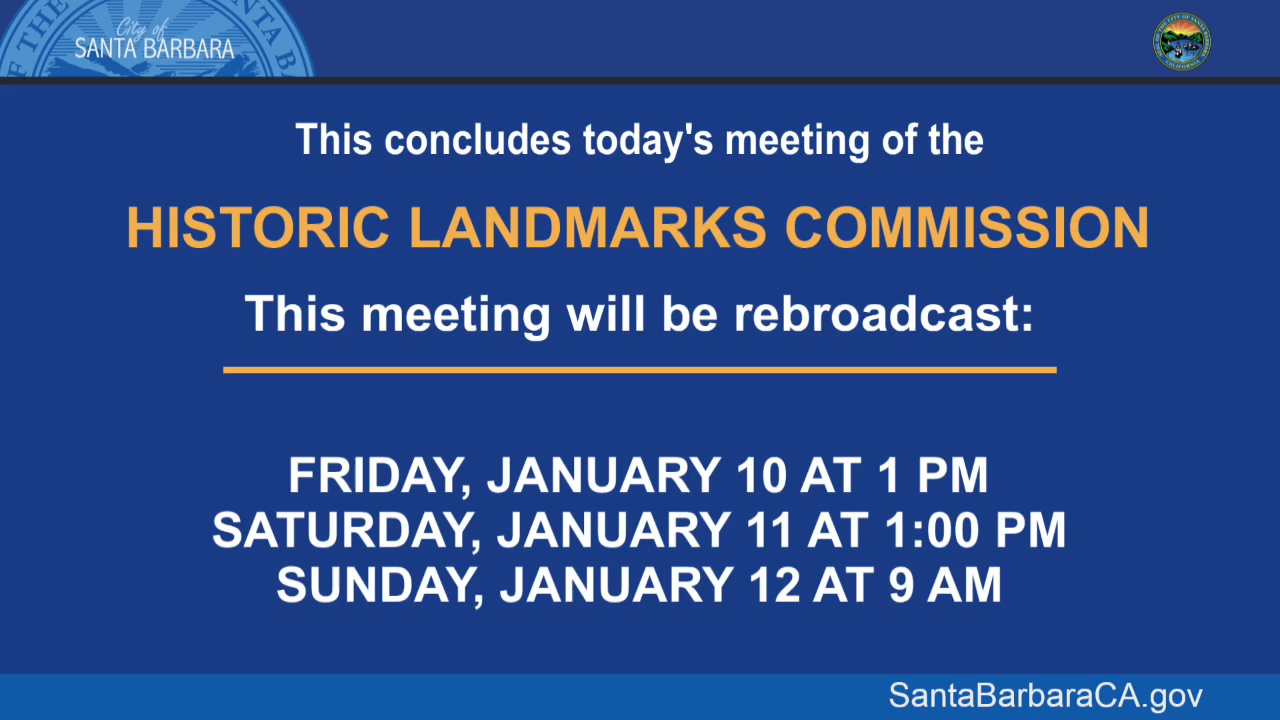 City of
SANTA BARBARA
This concludes today's meeting of the
HISTORIC LANDMARKS COMMISSION
This meeting will be rebroadcast:
FRIDAY, JANUARY 10 AT 1 PM
SATURDAY, JANUARY 11 AT 1:00 PM
SUNDAY, JANUARY 12 AT 9 AM
SantaBarbaraCA.gov